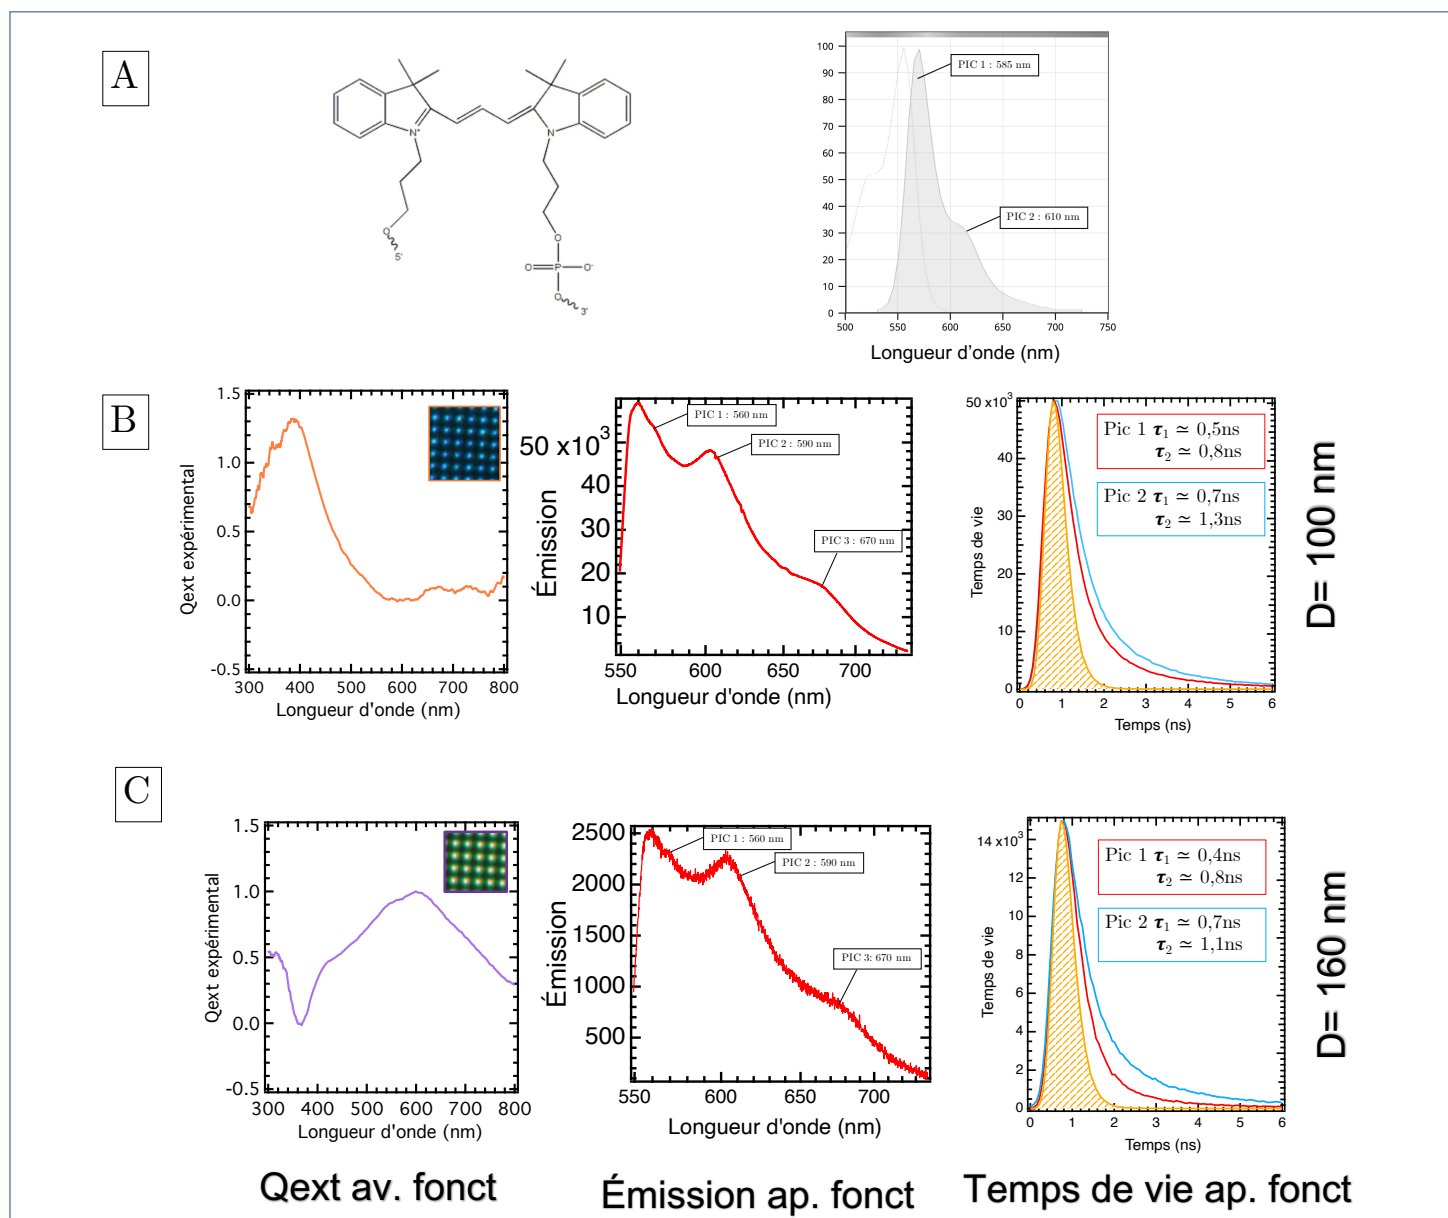 A
N⁺
N
O
5'
O
O
P
O⁻
O
3'
100
90
80
70
60
50
40
30
20
10
0
PIC 1 : 585 nm
PIC 2 : 610 nm
500 550 600 650 700 750
Longueur d'onde (nm)
B
Qext expérimental
1.5
1.0
0.5
0.0
-0.5
300 400 500 600 700 800
Longueur d'onde (nm)
Émission
50 x10³
40
30
20
10
PIC 1 : 560 nm
PIC 2 : 590 nm
PIC 3 : 670 nm
550 600 650 700
Longueur d'onde (nm)
Temps de vie
50 x10³
40
30
20
10
0
Pic 1 τ₁ ≃ 0,5ns
τ₂ ≃ 0,8ns
Pic 2 τ₁ ≃ 0,7ns
τ₂ ≃ 1,3ns
0 1 2 3 4 5 6
Temps (ns)
D= 100 nm
C
Qext expérimental
1.5
1.0
0.5
0.0
-0.5
300 400 500 600 700 800
Longueur d'onde (nm)
Émission
2500
2000
1500
1000
500
PIC 1 : 560 nm
PIC 2 : 590 nm
PIC 3: 670 nm
550 600 650 700
Longueur d'onde (nm)
Temps de vie
14 x10³
12
10
8
6
4
2
0
Pic 1 τ₁ ≃ 0,4ns
τ₂ ≃ 0,8ns
Pic 2 τ₁ ≃ 0,7ns
τ₂ ≃ 1,1ns
0 1 2 3 4 5 6
Temps (ns)
D= 160 nm
Qext av. fonct
Émission ap. fonct
Temps de vie ap. fonct